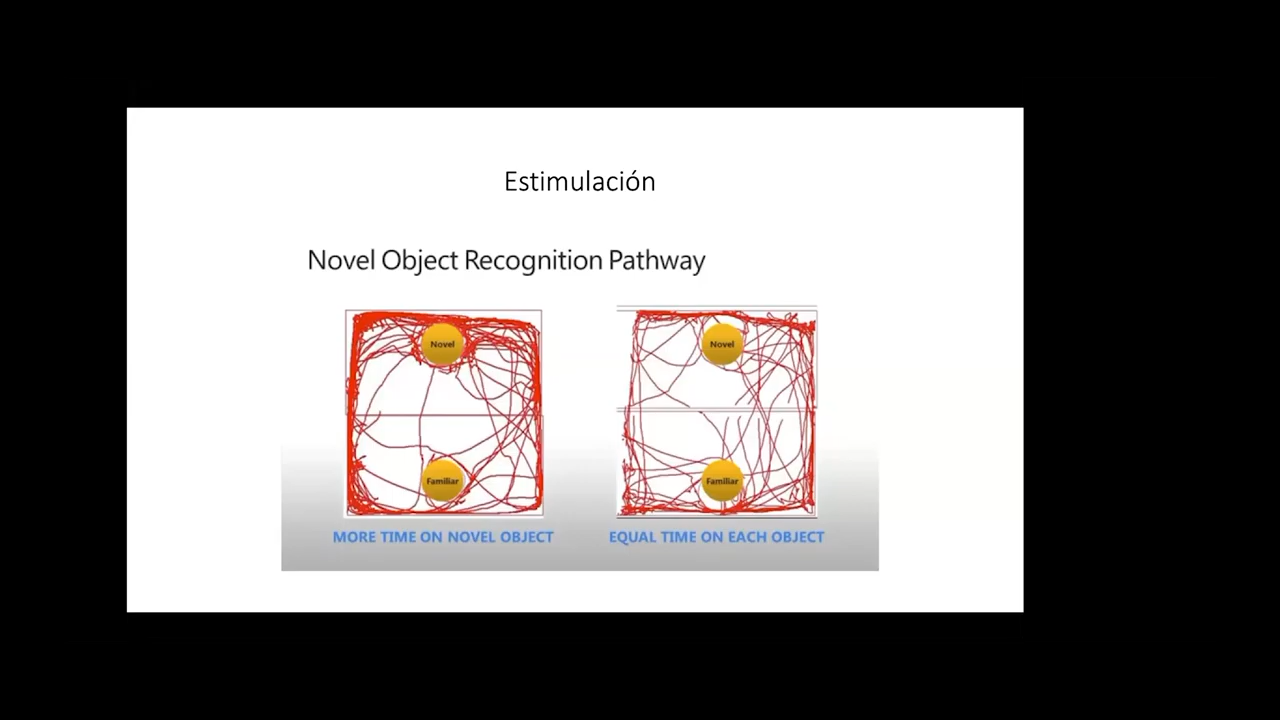 Estimulación
Novel Object Recognition Pathway
Novel
Novel
Familiar
Familiar
MORE TIME ON NOVEL OBJECT
EQUAL TIME ON EACH OBJECT